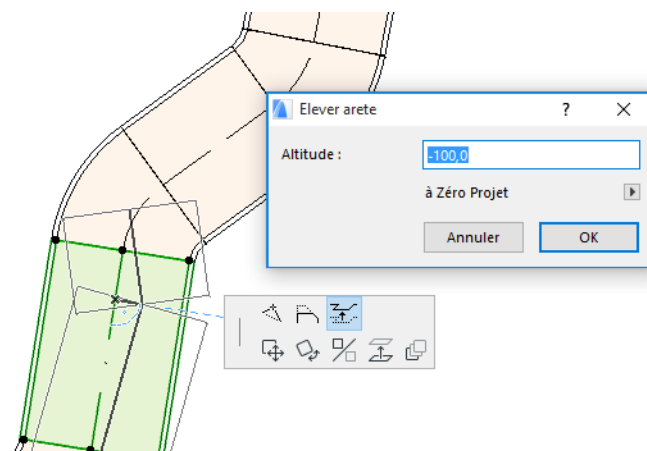 Elever arete
?
Altitude :
-100,0
à Zéro Projet
Annuler
OK